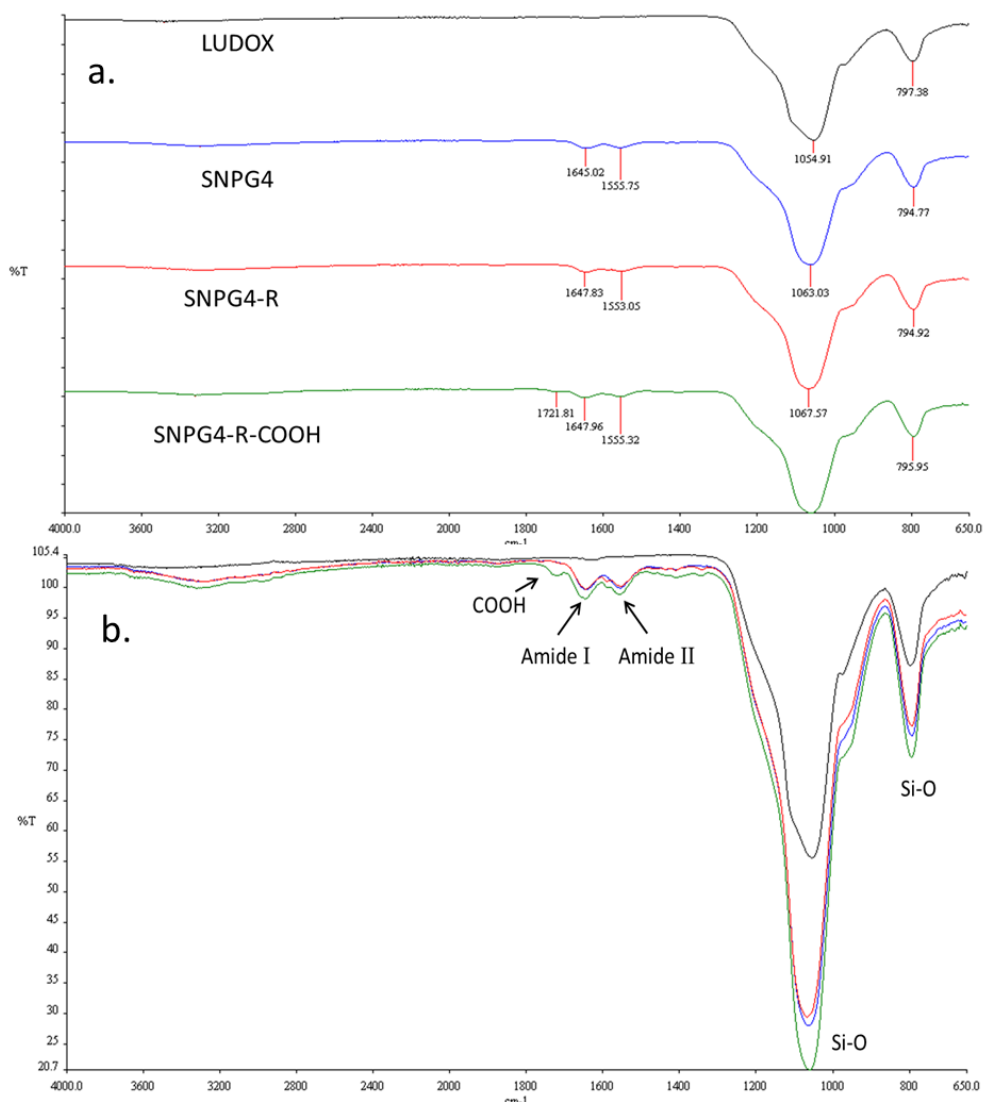 LUDOX
a.
797.38
1054.91
SNPG4
1645.02
1555.75
794.77
1063.03
%T
SNPG4-R
1647.83
1553.05
794.92
1067.57
SNPG4-R-COOH
1721.81
1647.96
1555.32
795.95
4000.0 3600 3200 2800 2400 2000 1800 1600 1400 1200 1000 800 650.0
cm-1
105.4
100
95
90
85
80
75
70
65
60
55
50
45
40
35
30
25
20.7
%T
b.
COOH
Amide I
Amide II
Si-O
Si-O
4000.0 3600 3200 2800 2400 2000 1800 1600 1400 1200 1000 800 650.0
cm-1